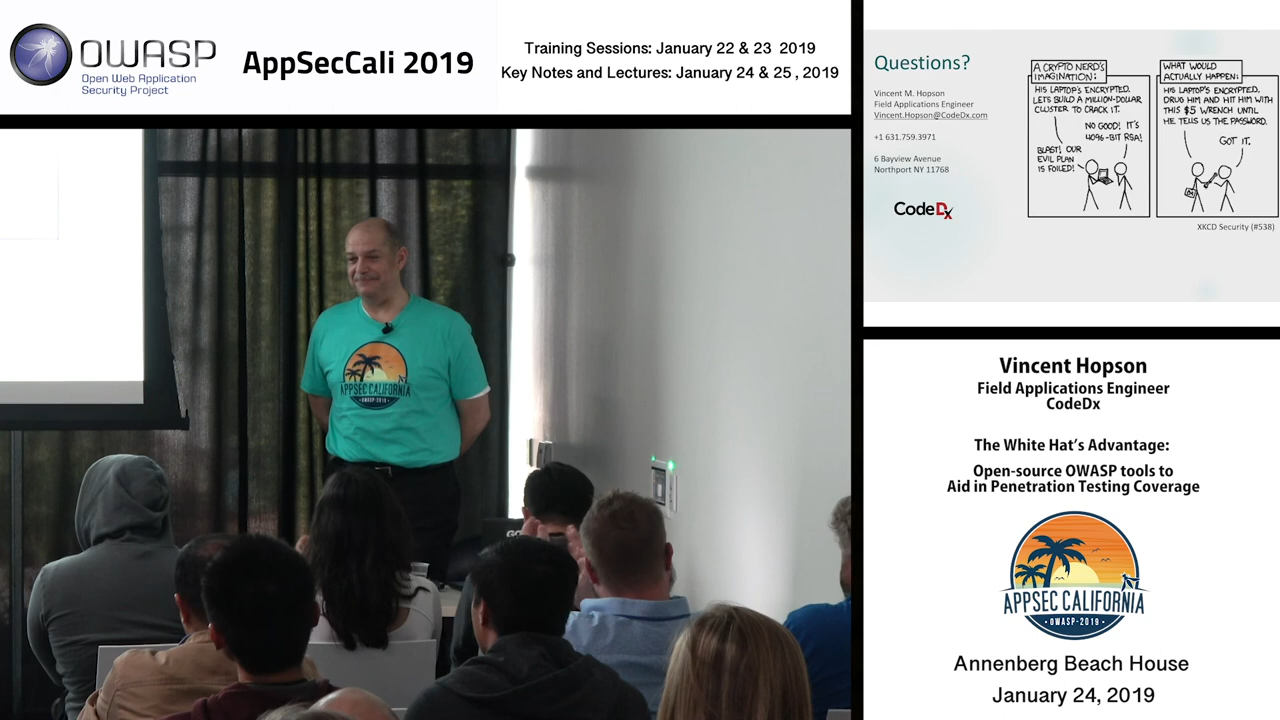 OWASP
Open Web Application
Security Project
AppSecCali 2019
Training Sessions: January 22 & 23 2019
Key Notes and Lectures: January 24 & 25 , 2019
APPSEC CALIFORNIA
• OWASP-2019 •
Questions?
Vincent M. Hopson
Field Applications Engineer
Vincent.Hopson@CodeDx.com
+1 631.759.3971
6 Bayview Avenue
Northport NY 11768
CodeDx
A CRYPTO NERD'S
IMAGINATION:
HIS LAPTOP'S ENCRYPTED.
LET'S BUILD A MILLION-DOLLAR
CLUSTER TO CRACK IT.
NO GOOD! IT'S
4096-BIT RSA!
BLAST! OUR
EVIL PLAN
IS FOILED!
WHAT WOULD
ACTUALLY HAPPEN:
HIS LAPTOP'S ENCRYPTED.
DRUG HIM AND HIT HIM WITH
THIS $5 WRENCH UNTIL
HE TELLS US THE PASSWORD.
GOT IT.
XKCD Security (#538)
Vincent Hopson
Field Applications Engineer
CodeDx
The White Hat's Advantage:
Open-source OWASP tools to
Aid in Penetration Testing Coverage
APPSEC CALIFORNIA
• OWASP-2019 •
Annenberg Beach House
January 24, 2019